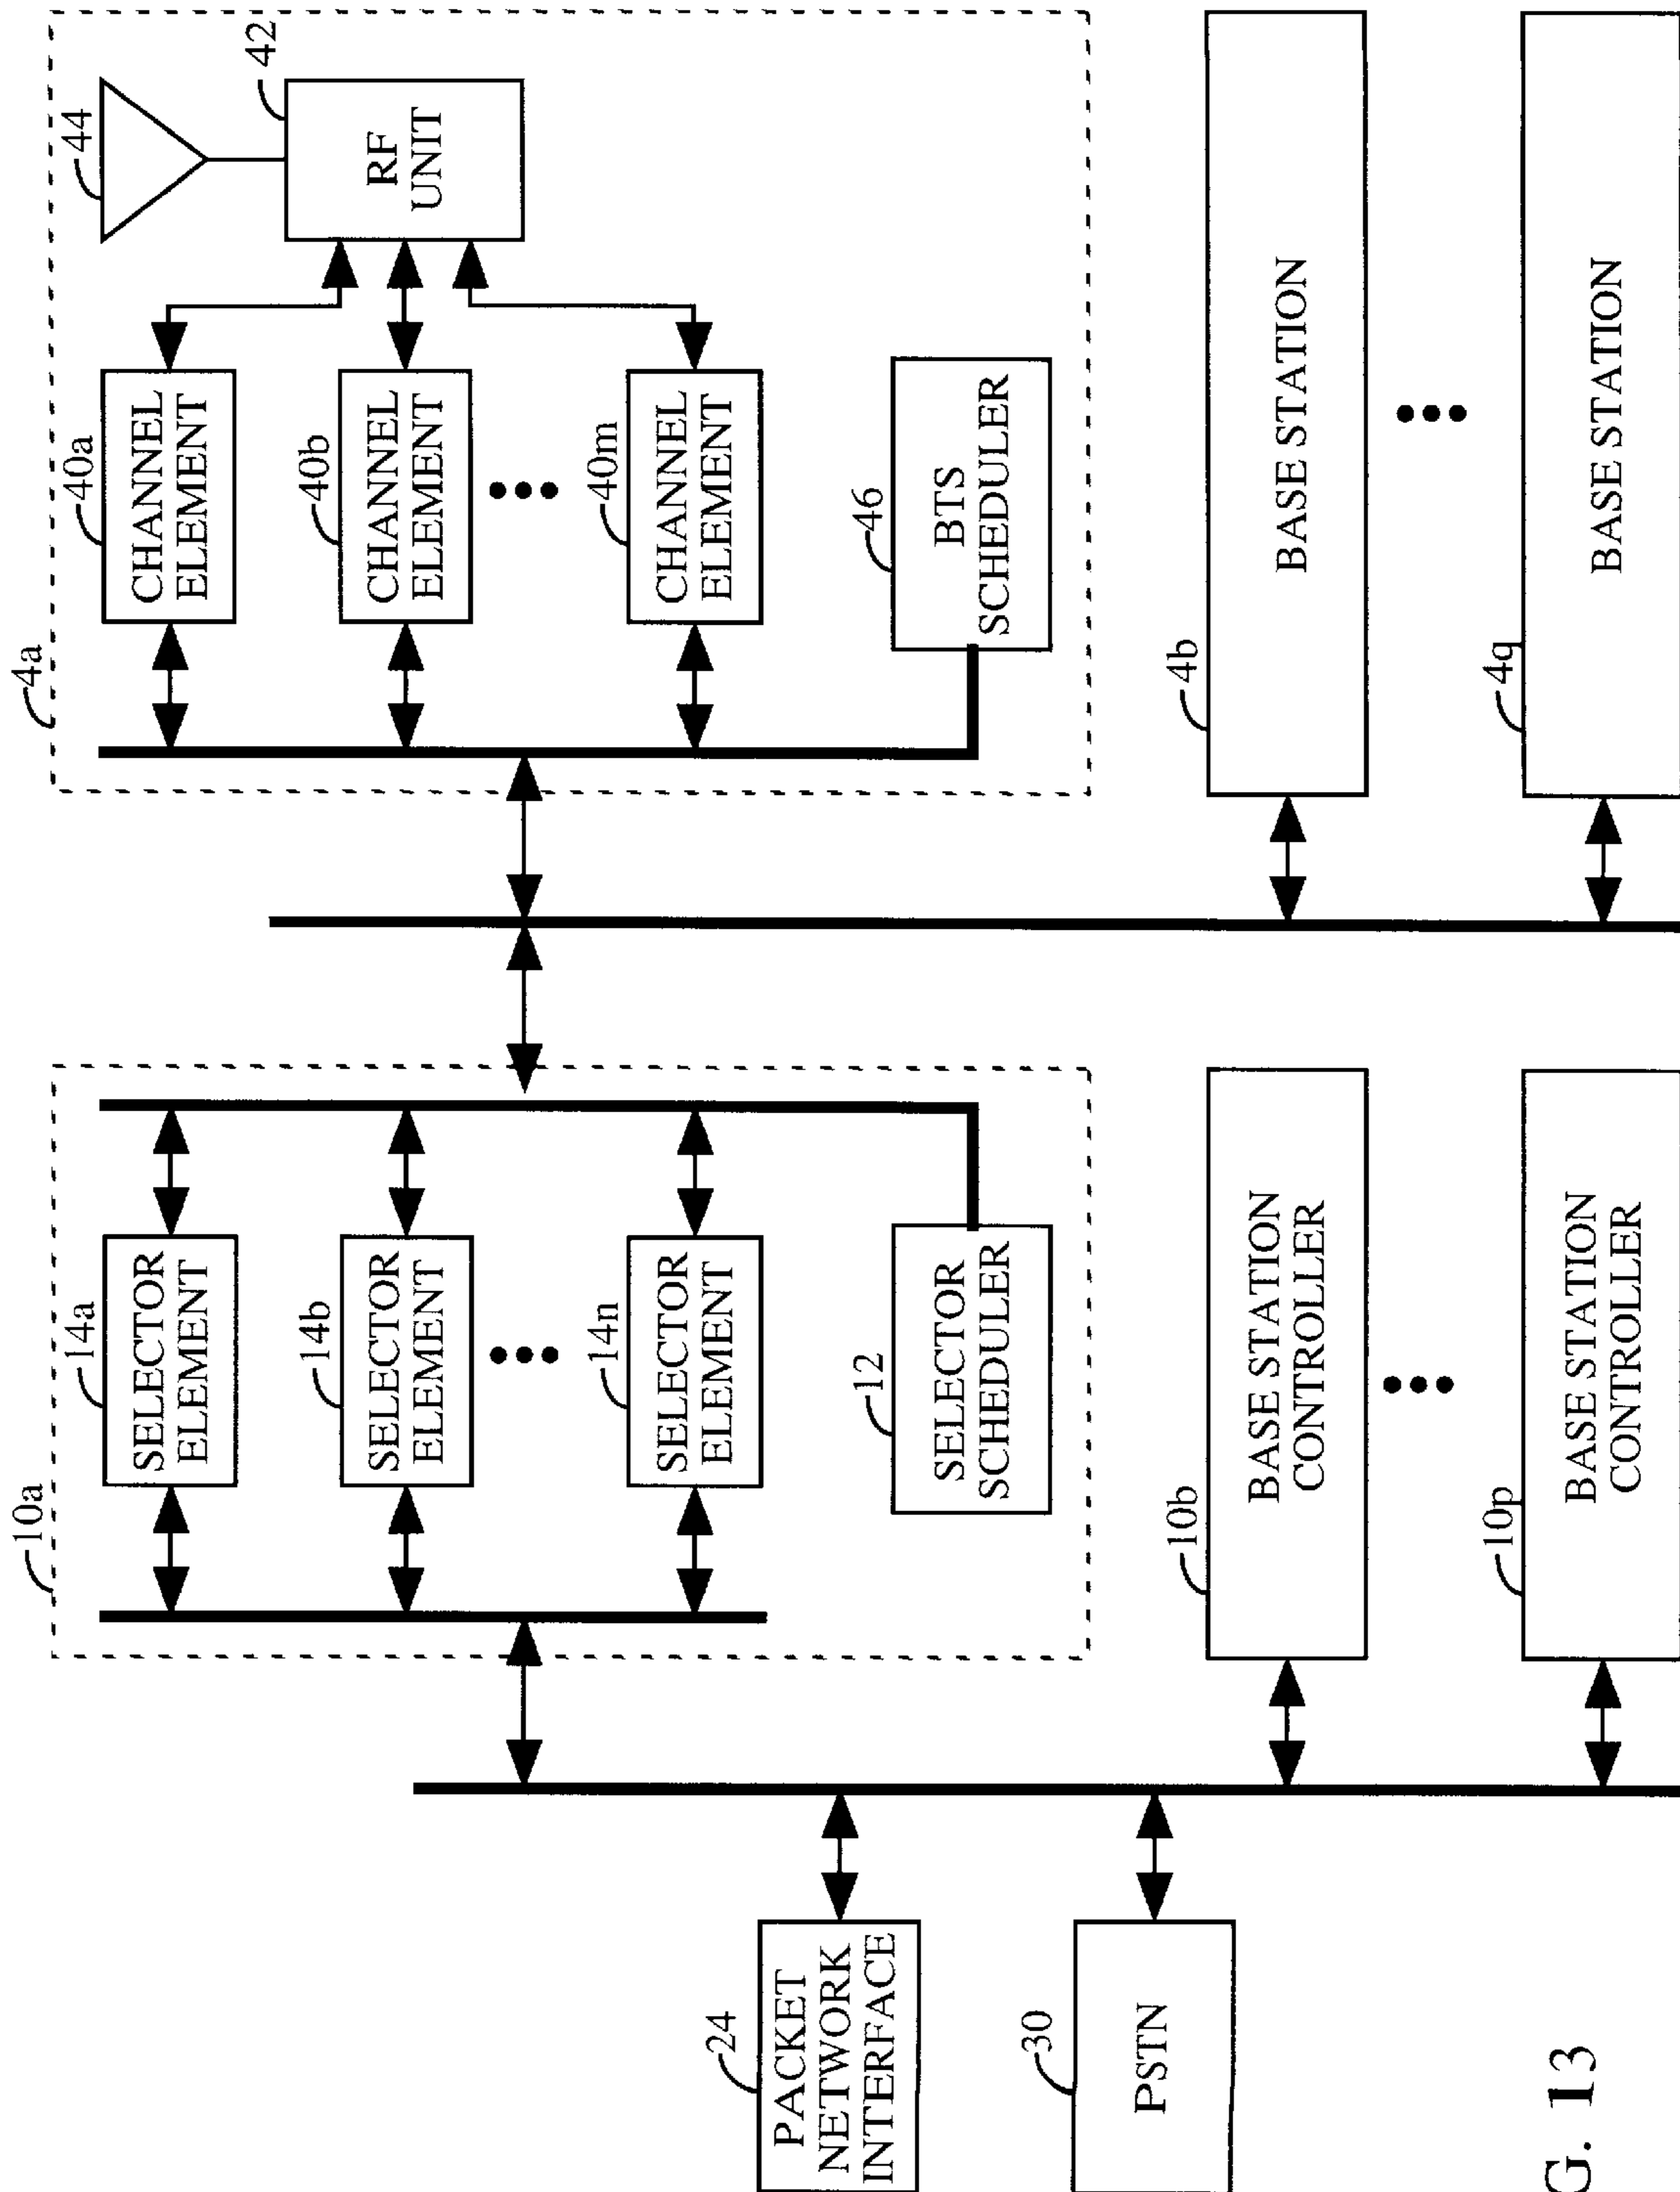 4a
44
42
40a
CHANNEL
ELEMENT
RF
UNIT
40b
CHANNEL
ELEMENT
40m
CHANNEL
ELEMENT
46
BTS
SCHEDULER
4b
BASE STATION
4q
BASE STATION
10a
14a
SELECTOR
ELEMENT
14b
SELECTOR
ELEMENT
14n
SELECTOR
ELEMENT
12
SELECTOR
SCHEDULER
10b
BASE STATION
CONTROLLER
10p
BASE STATION
CONTROLLER
24
PACKET
NETWORK
INTERFACE
30
PSTN
G. 13